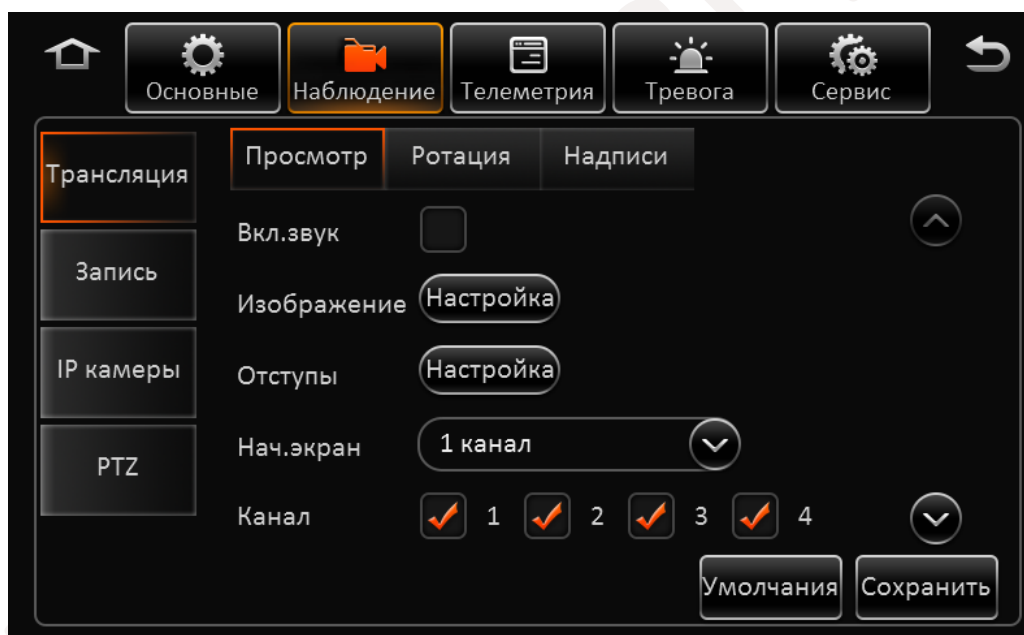 Основные Наблюдение Телеметрия Тревога Сервис
Трансляция
Запись
IP камеры
PTZ
Просмотр Ротация Надписи
Вкл.звук
Изображение Настройка
Отступы Настройка
Нач.экран 1 канал
Канал 1 2 3 4
Умолчания Сохранить